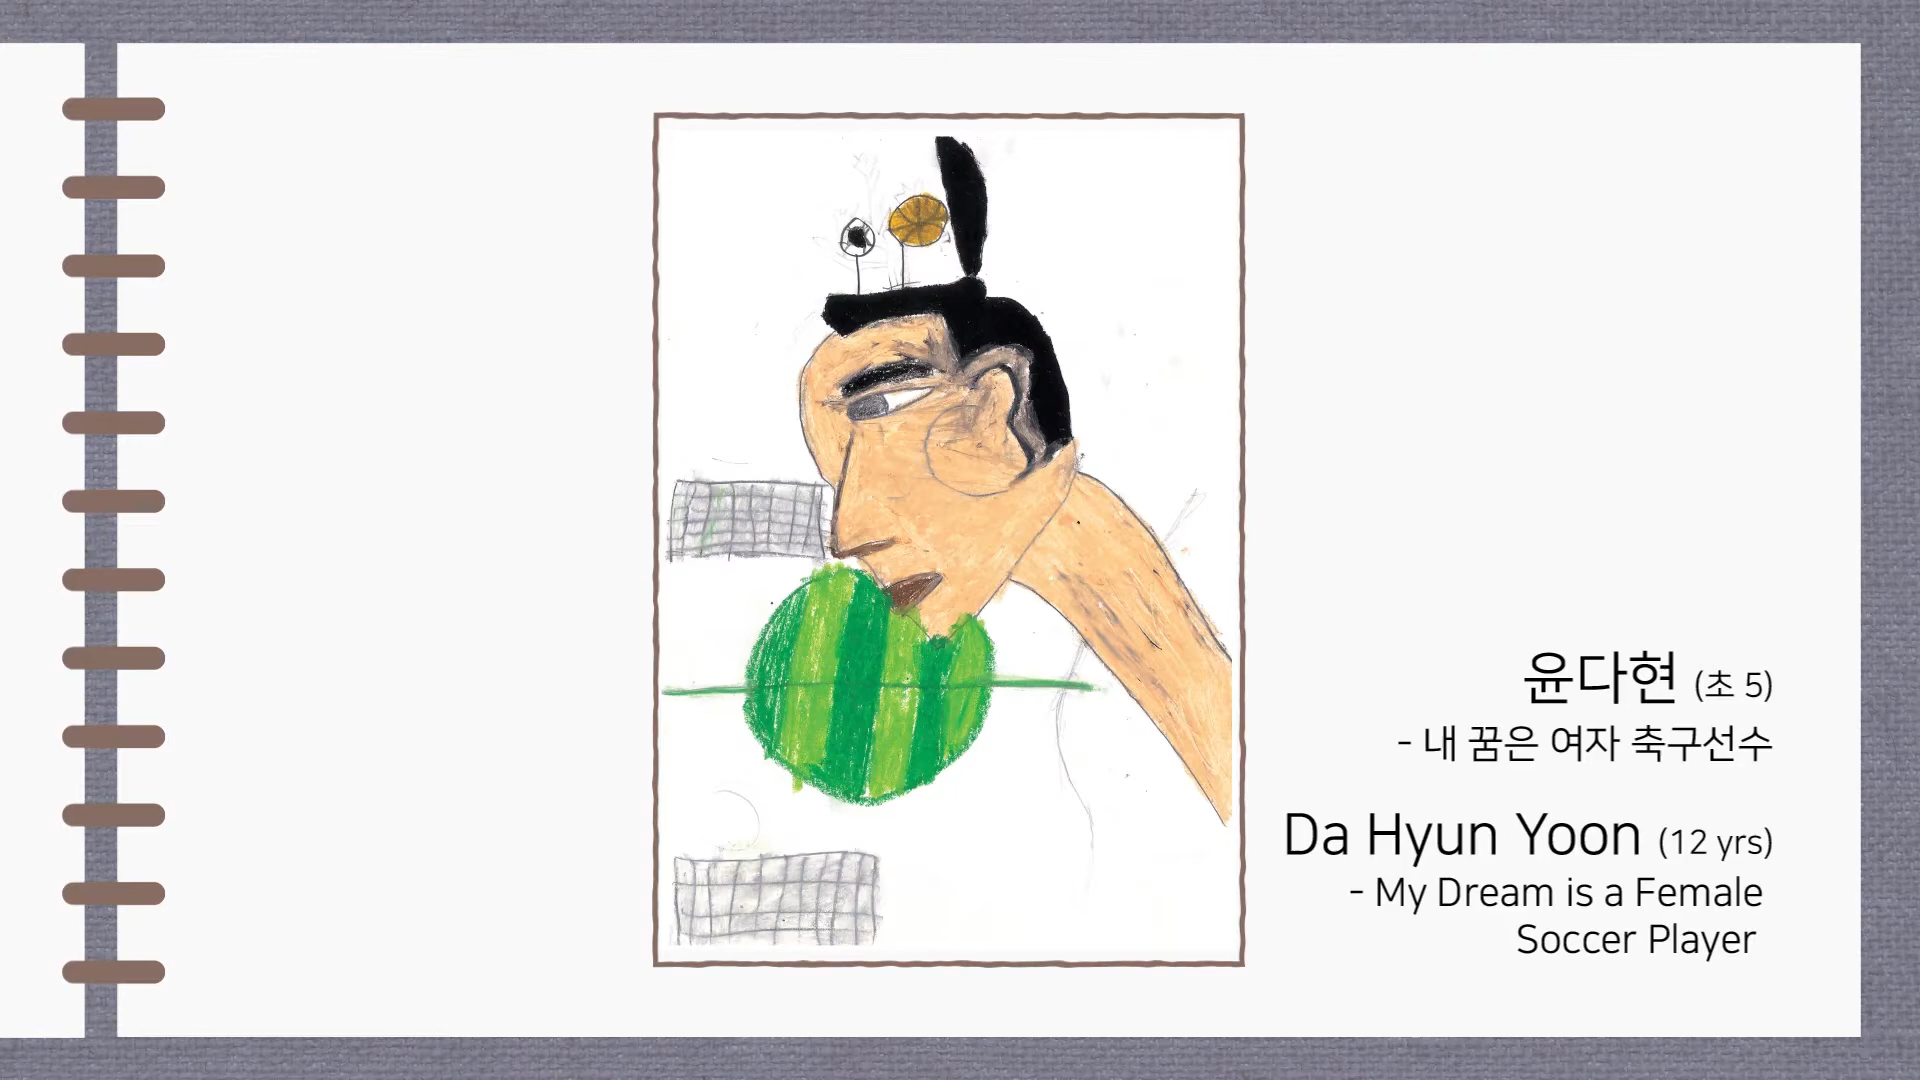 윤다현 (초 5)
- 내 꿈은 여자 축구선수
Da Hyun Yoon (12 yrs)
- My Dream is a Female
Soccer Player